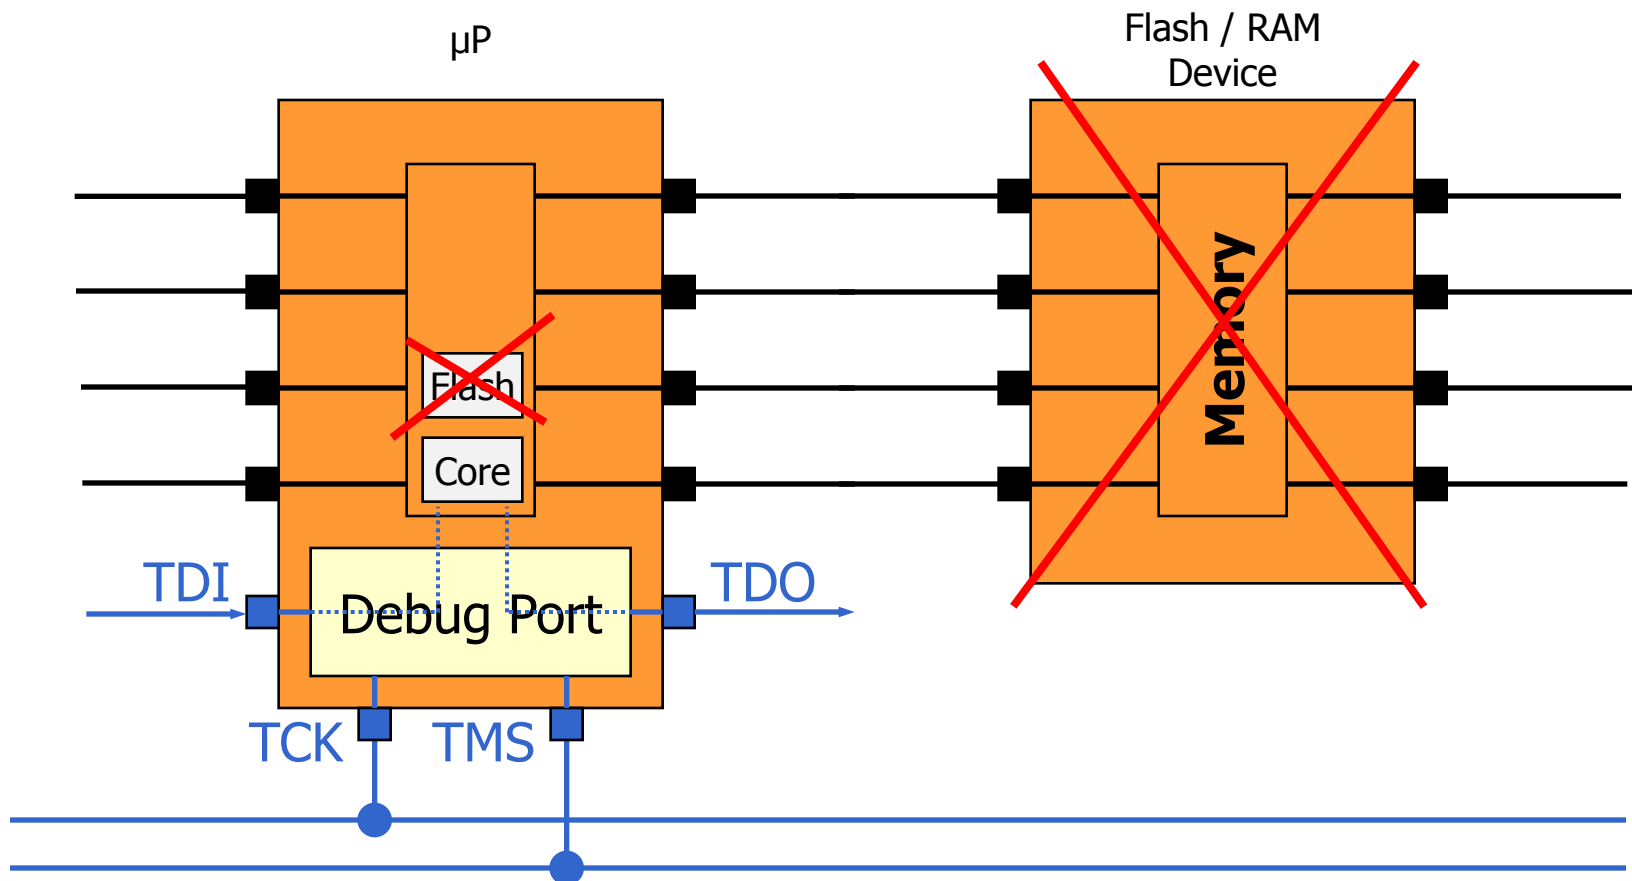 µP
Flash / RAM
Device
Memory
Flash
Core
TDI
TDO
Debug Port
TCK
TMS